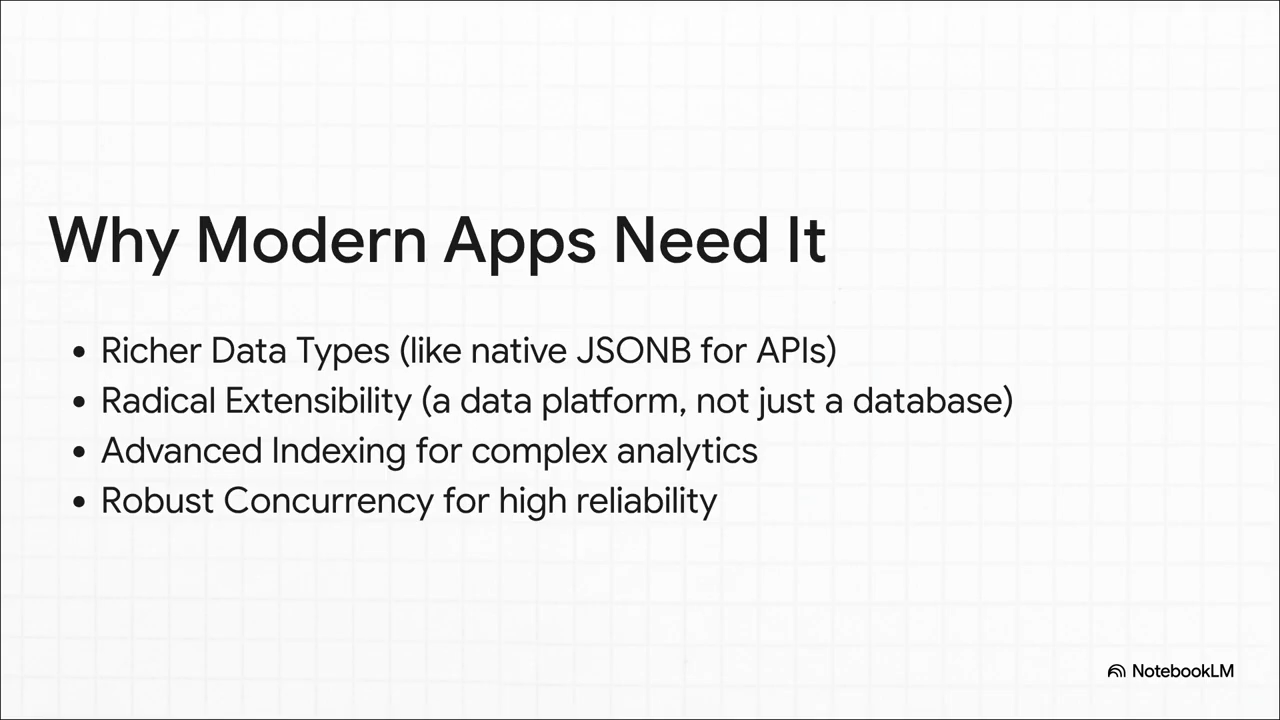 Why Modern Apps Need It
• Richer Data Types (like native JSONB for APIs)
• Radical Extensibility (a data platform, not just a database)
• Advanced Indexing for complex analytics
• Robust Concurrency for high reliability
NotebookLM